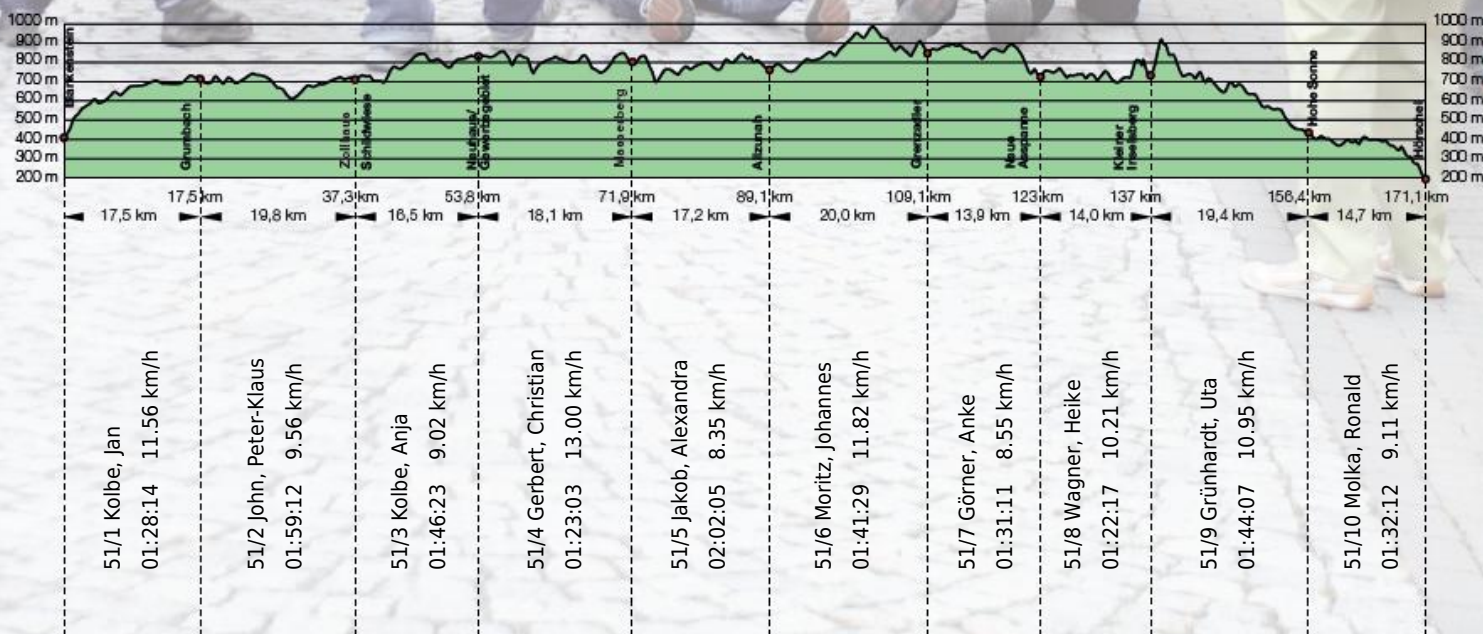 1000 m
900 m
800 m
700 m
600 m
500 m
400 m
300 m
200 m
1000 m
900 m
800 m
700 m
600 m
500 m
400 m
300 m
200 m
Blankenstein
Grumbach
Zollhaus
Schildwiese
Neuhaus/
Masserberg
Allzunah
Grenzadler
Neue
Ausspanne
Kleiner
Inselsberg
Hohe Sonne
Hörschel
17,5 km
37,3 km
53,8 km
71,9 km
89,1 km
109,1 km
123 km
137 km
156,4 km
171,1 km
17,5 km
19,8 km
16,5 km
18,1 km
17,2 km
20,0 km
13,9 km
14,0 km
19,4 km
14,7 km
51/1 Kolbe, Jan
01:28:14 11.56 km/h
51/2 John, Peter-Klaus
01:59:12 9.56 km/h
51/3 Kolbe, Anja
01:46:23 9.02 km/h
51/4 Gerbert, Christian
01:23:03 13.00 km/h
51/5 Jakob, Alexandra
02:02:05 8.35 km/h
51/6 Moritz, Johannes
01:41:29 11.82 km/h
51/7 Görner, Anke
01:31:11 8.55 km/h
51/8 Wagner, Heike
01:22:17 10.21 km/h
51/9 Grünhardt, Uta
01:44:07 10.95 km/h
51/10 Molka, Ronald
01:32:12 9.11 km/h